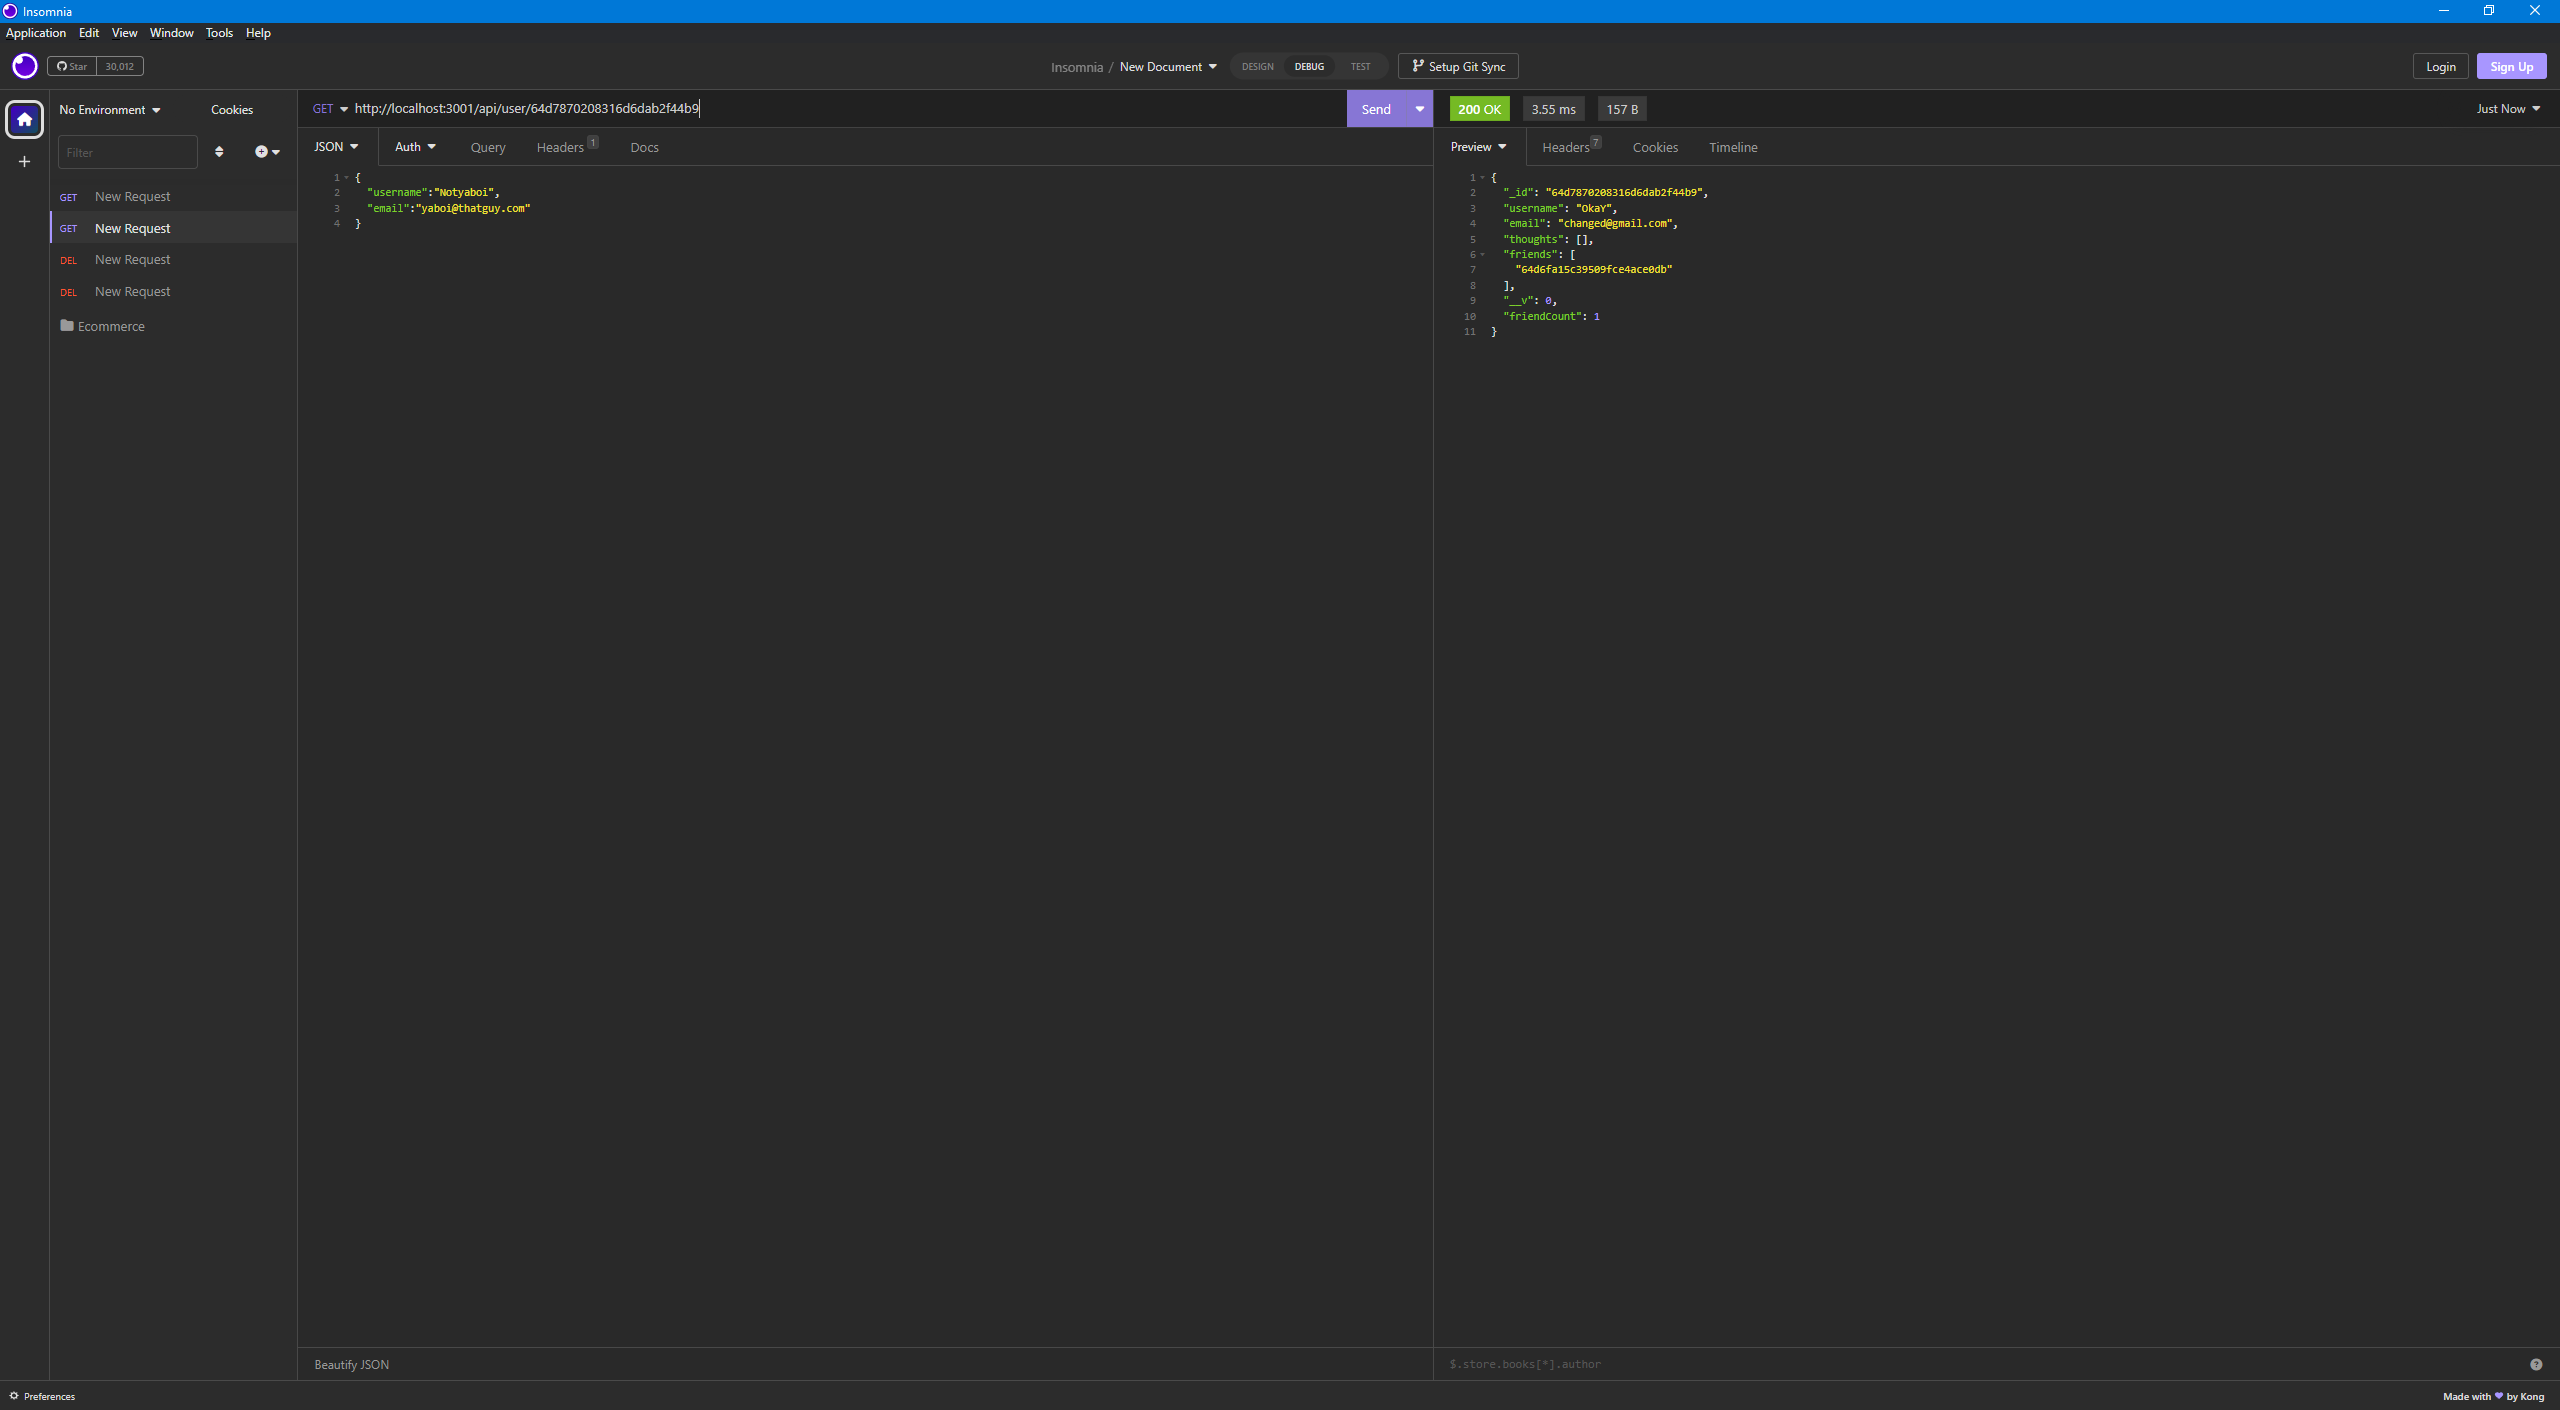 Insomnia
Application Edit View Window Tools Help
Star 30,012
Insomnia / New Document
DESIGN DEBUG TEST
Setup Git Sync
Login Sign Up
No Environment Cookies
Filter
GET New Request
GET New Request
DEL New Request
DEL New Request
Ecommerce
GET http://localhost:3001/api/user/64d7870208316d6dab2f44b9 Send
JSON Auth Query Headers 1 Docs
1 {
2 "username":"Notyaboi",
3 "email":"yaboi@thatguy.com"
4 }
Beautify JSON
200 OK 3.55 ms 157 B Just Now
Preview Headers 7 Cookies Timeline
1 {
2 "_id": "64d7870208316d6dab2f44b9",
3 "username": "OkaY",
4 "email": "changed@gmail.com",
5 "thoughts": [],
6 "friends": [
7 "64d6fa15c39509fce4ace0db"
8 ],
9 "__v": 0,
10 "friendCount": 1
11 }
$.store.books[*].author
?
Preferences
Made with ♥ by Kong